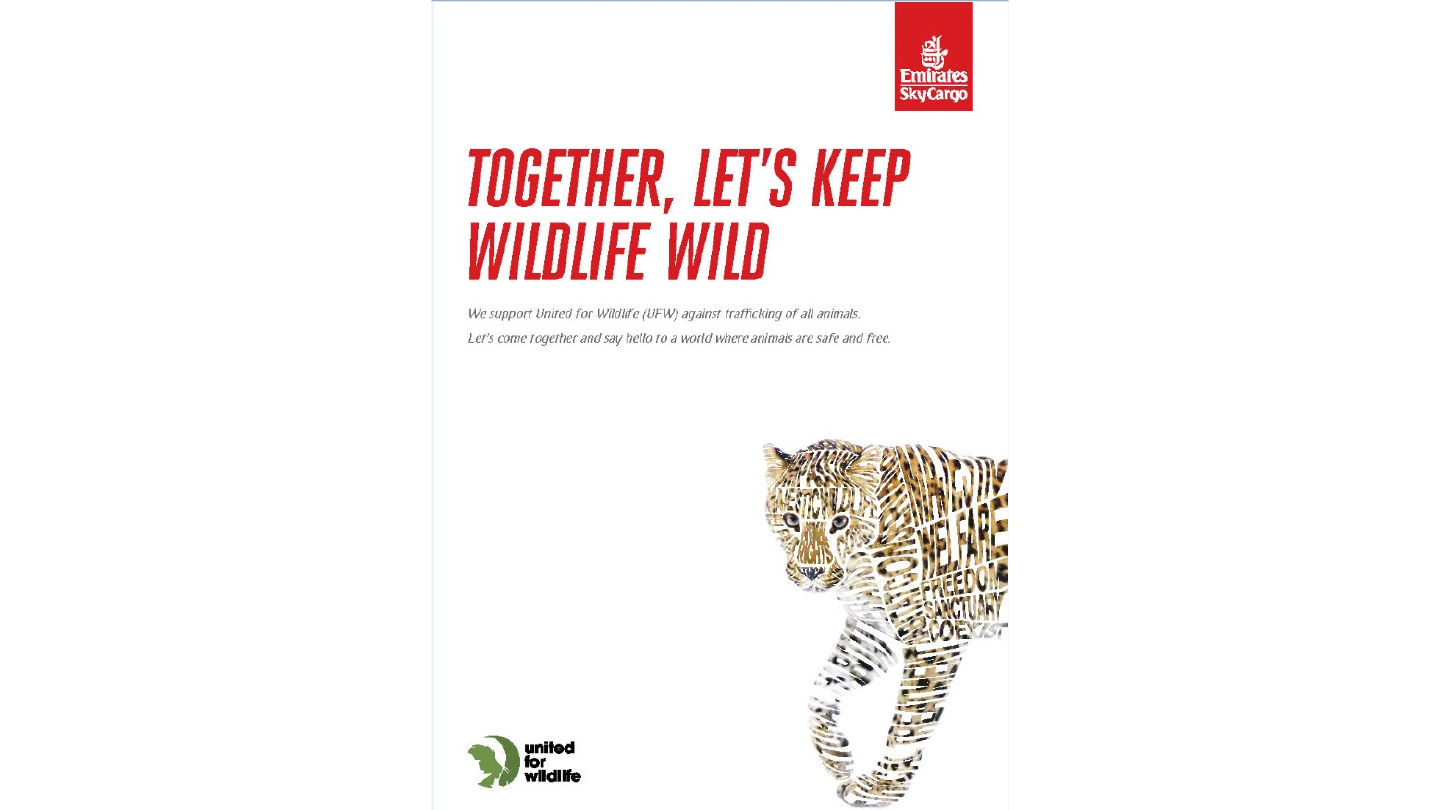 Emirates
SkyCargo
TOGETHER, LET'S KEEP
WILDLIFE WILD
We support United for Wildlife (UFW) against trafficking of all animals.
Let's come together and say hello to a world where animals are safe and free.
WELFARE
FREEDOM
SANCTUARY
COEXIST
united
for
wildlife